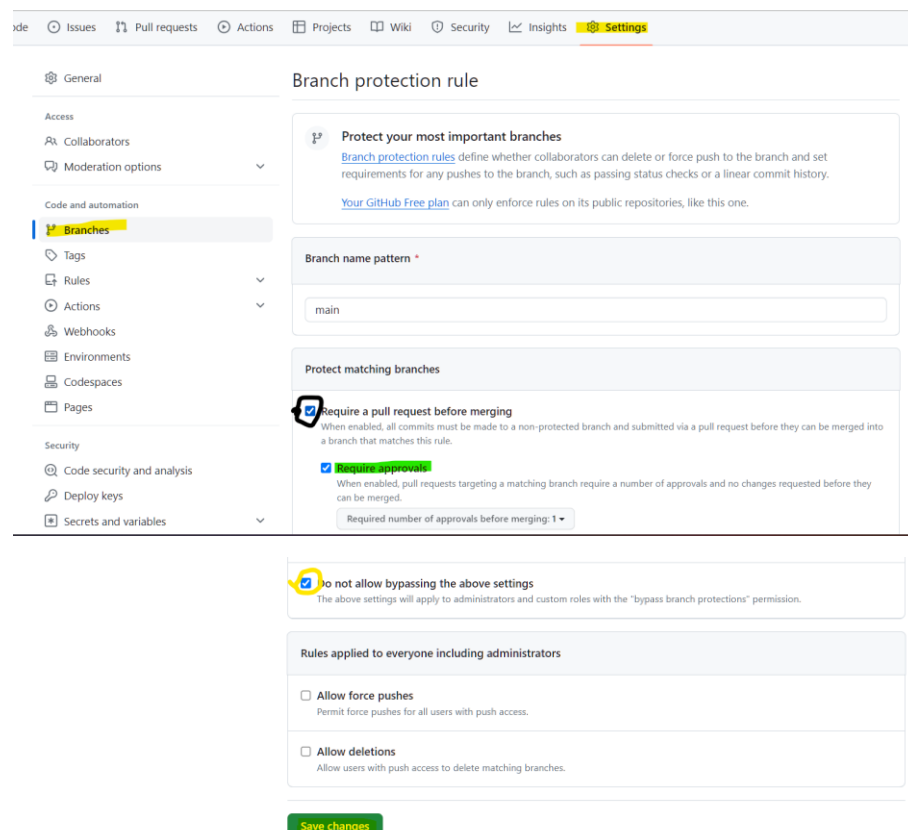 ode Issues Pull requests Actions Projects Wiki Security Insights Settings
General
Access
Collaborators
Moderation options
Code and automation
Branches
Tags
Rules
Actions
Webhooks
Environments
Codespaces
Pages
Security
Code security and analysis
Deploy keys
Secrets and variables
Branch protection rule
Protect your most important branches
Branch protection rules define whether collaborators can delete or force push to the branch and set
requirements for any pushes to the branch, such as passing status checks or a linear commit history.
Your GitHub Free plan can only enforce rules on its public repositories, like this one.
Branch name pattern *
main
Protect matching branches
Require a pull request before merging
When enabled, all commits must be made to a non-protected branch and submitted via a pull request before they can be merged into
a branch that matches this rule.
Require approvals
When enabled, pull requests targeting a matching branch require a number of approvals and no changes requested before they
can be merged.
Required number of approvals before merging: 1
Do not allow bypassing the above settings
The above settings will apply to administrators and custom roles with the "bypass branch protections" permission.
Rules applied to everyone including administrators
Allow force pushes
Permit force pushes for all users with push access.
Allow deletions
Allow users with push access to delete matching branches.
Save changes